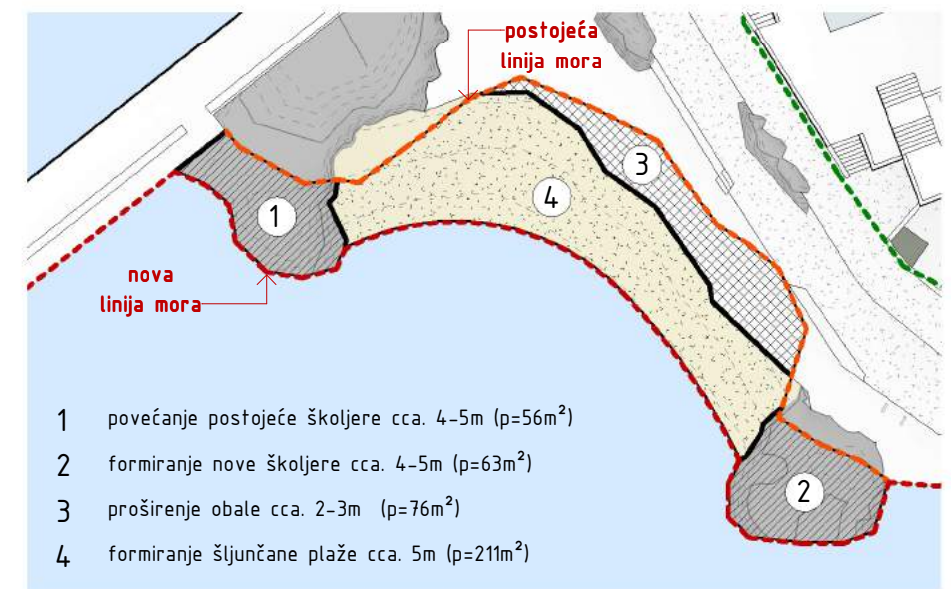 postojeća
linija mora
3
4
1
nova
linija mora
1 povećanje postojeće školjere cca. 4-5m (p=56m²)
2 formiranje nove školjere cca. 4-5m (p=63m²)
3 proširenje obale cca. 2-3m (p=76m²)
4 formiranje šljunčane plaže cca. 5m (p=211m²)
2